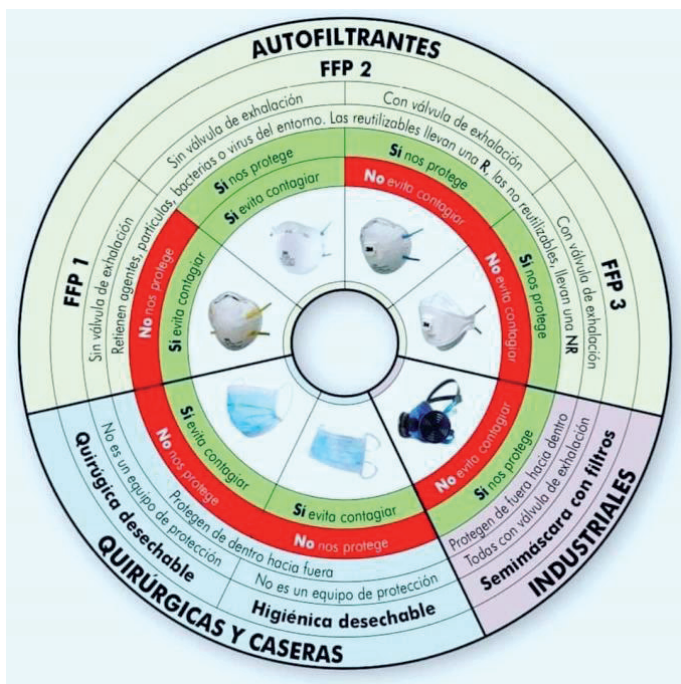 AUTOFILTRANTES
FFP 2
Sin válvula de exhalación
Con válvula de exhalación
Retienen agentes, partículas, bacterias o virus del entorno. Las reutilizables llevan una R, las no reutilizables, llevan una NR
Si nos protege
Si evita contagiar
Si nos protege
No evita contagiar
FFP 1
Sin válvula de exhalación
No nos protege
Si evita contagiar
FFP 3
Con válvula de exhalación
Si nos protege
No evita contagiar
QUIRÚRGICAS Y CASERAS
Quirúgica desechable
No es un equipo de protección
Protegen de dentro hacia fuera
No nos protege
Si evita contagiar
Si evita contagiar
No nos protege
No es un equipo de protección
Higiénica desechable
INDUSTRIALES
Semimáscara con filtros
Todas con válvula de exhalación
Protegen de fuera hacia dentro
Si nos protege
No evita contagiar